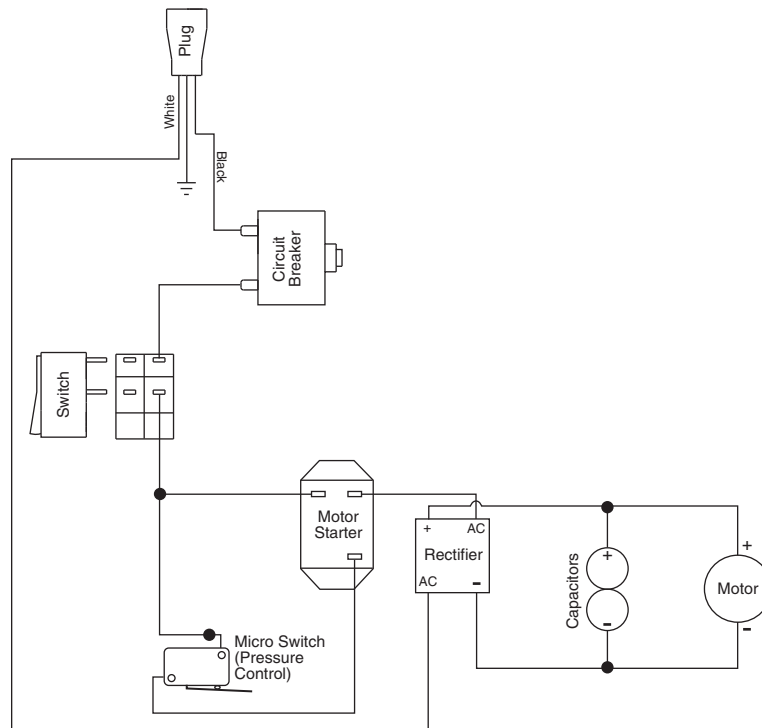 Plug
White
Black
Circuit
Breaker
Switch
Motor
Starter
+ AC
Rectifier
AC -
+
-
Capacitors
+
Motor
-
Micro Switch
(Pressure
Control)